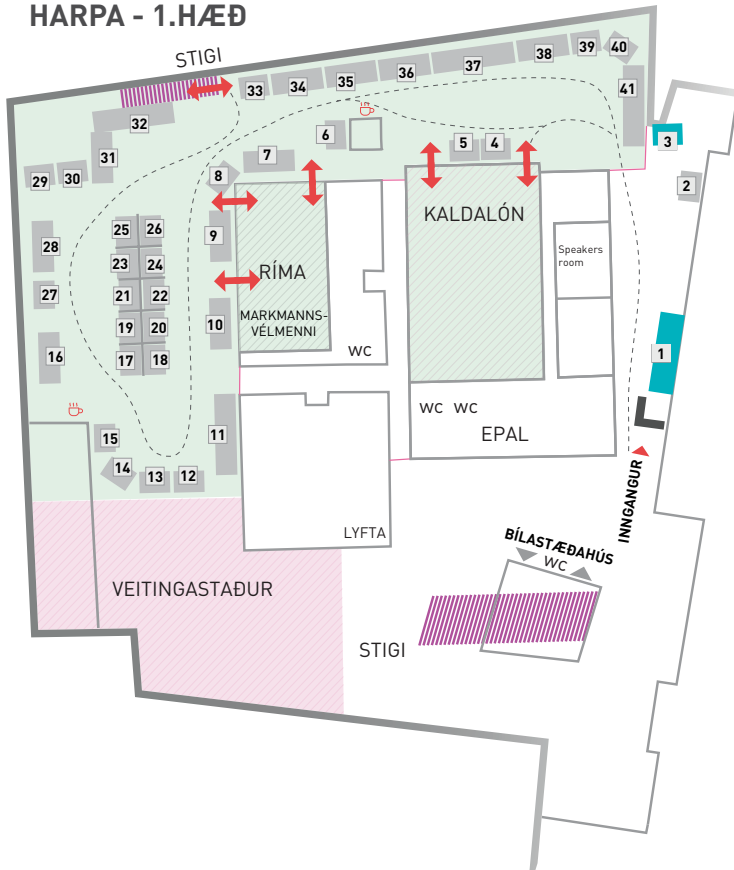 HARPA - 1.HÆÐ
STIGI
40
39
38
37
36
35
34
33
41
32
6
3
31
7
5
4
8
30
29
2
KALDALÓN
9
25
26
28
Speakers
room
23
24
RÍMA
27
21
22
10
MARKMANNS-
VÉLMENNI
19
20
16
WC
1
17
18
WC WC
15
11
EPAL
14
13
12
INNGANGUR
LYFTA
BÍLASTÆÐAHÚS
WC
VEITINGASTAÐUR
STIGI